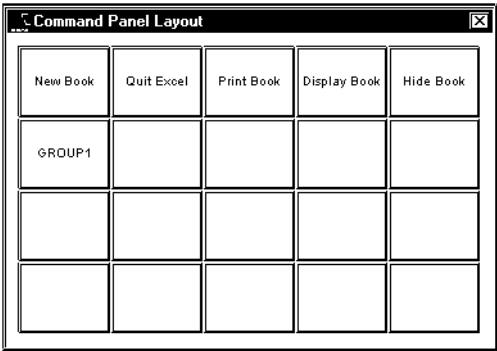 Command Panel Layout
New Book Quit Excel Print Book Display Book Hide Book
GROUP1